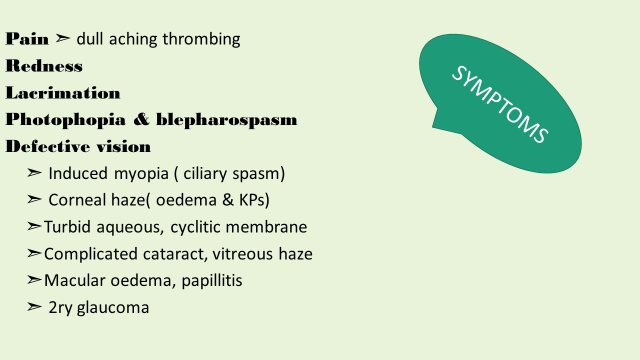 Pain ➣ dull aching thrombing
Redness
Lacrimation
Photophopia & blepharospasm
Defective vision
➣ Induced myopia ( ciliary spasm)
➣ Corneal haze( oedema & KPs)
➣Turbid aqueous, cyclitic membrane
➣Complicated cataract, vitreous haze
➣Macular oedema, papillitis
➣ 2ry glaucoma
SYMPTOMS